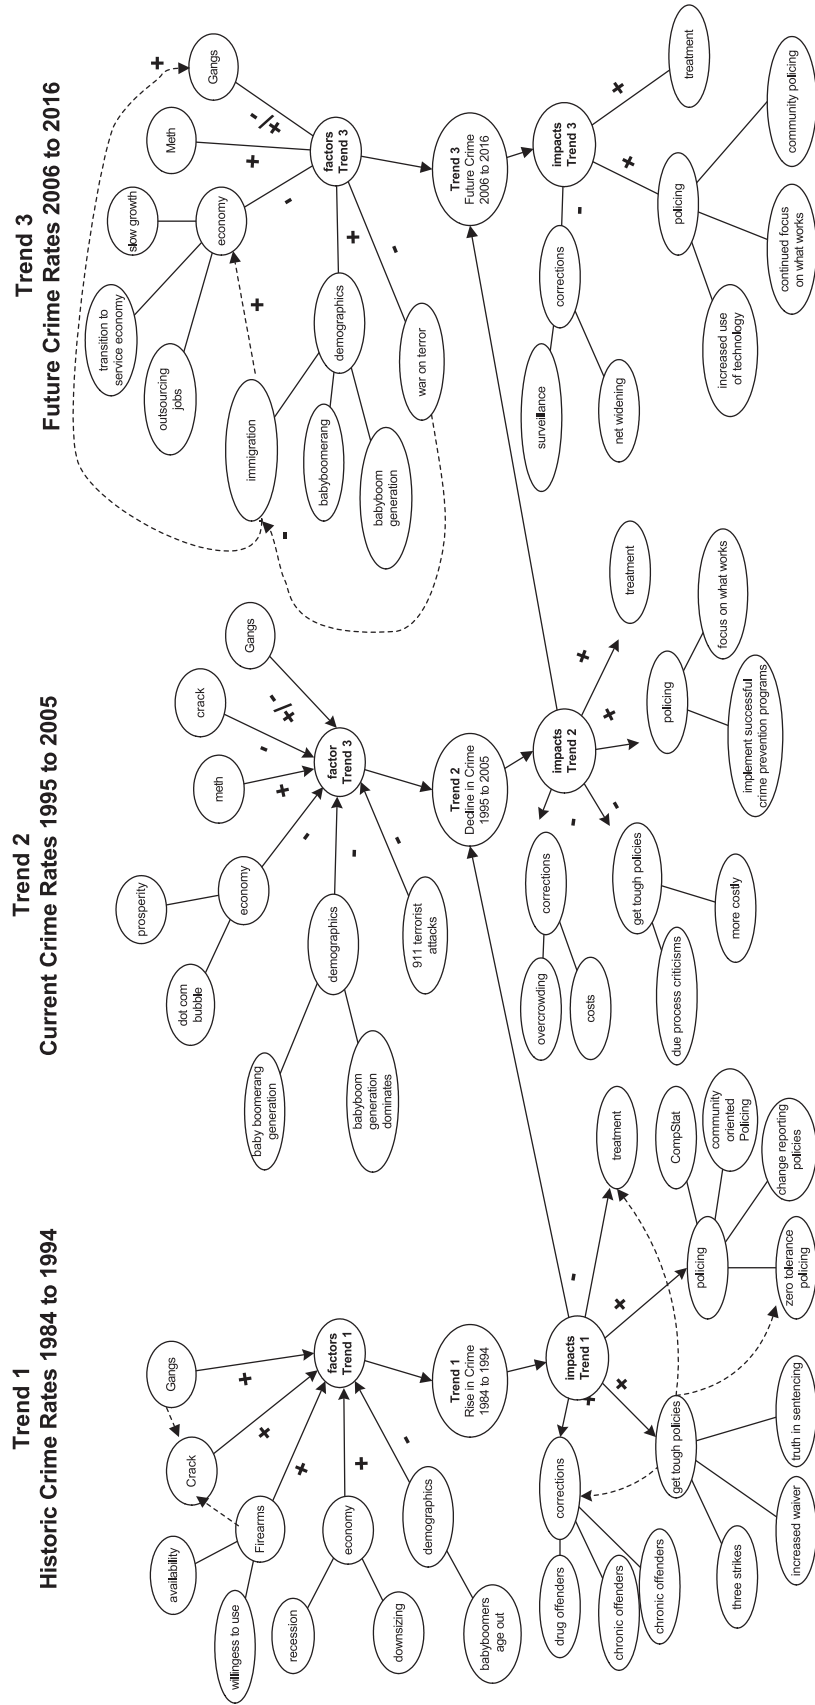 Trend 1
Historic Crime Rates 1984 to 1994
Gangs
Crack
availability
Firearms
willingess to use
recession
economy
downsizing
demographics
babyboomers
age out
+
+
+
+
-
factors
Trend 1
Trend 1
Rise in Crime
1984 to 1994
impacts
Trend 1
-
+
+
+
treatment
corrections
drug offenders
chronic offenders
chronic offenders
get tough policies
three strikes
increased waiver
truth in sentencing
policing
CompStat
community
oriented
Policing
change reporting
policies
zero tolerance
policing
Trend 2
Current Crime Rates 1995 to 2005
Gangs
crack
meth
prosperity
economy
dot com
bubble
demographics
baby boomerang
generation
babyboom
generation
dominates
911 terrorist
attacks
-/+
-
+
-
-
-
factor
Trend 3
Trend 2
Decline in Crime
1995 to 2005
impacts
Trend 2
+
+
-
-
treatment
corrections
overcrowding
costs
get tough policies
due process criticisms
more costly
policing
focus on what works
implement successful
crime prevention programs
Trend 3
Future Crime Rates 2006 to 2016
+
Gangs
Meth
slow growth
economy
transition to
service economy
outsourcing
jobs
+
immigration
-
demographics
babyboomerang
babyboom
generation
war on terror
-/+
+
-
+
-
factors
Trend 3
Trend 3
Future Crime
2006 to 2016
impacts
Trend 3
+
+
-
treatment
corrections
surveillance
net widening
policing
community policing
continued focus
on what works
increased use
of technology